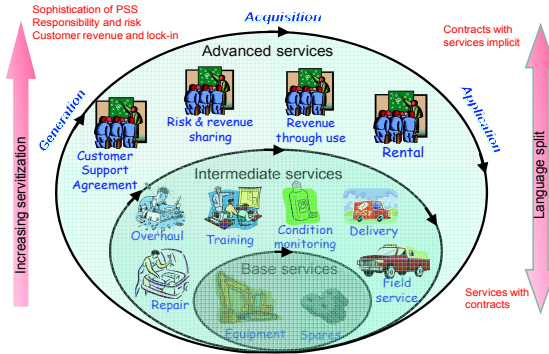 Sophistication of PSS
Responsibility and risk
Customer revenue and lock-in
Acquisition
Contracts with
services implicit
Advanced services
Generation
Application
Risk & revenue
sharing
Revenue
through use
Rental
Customer
Support
Agreement
Increasing servitization
Language split
Intermediate services
Overhaul
Training
Condition
monitoring
Delivery
Base services
Repair
Field
service
Equipment
Spares
Services with
contracts